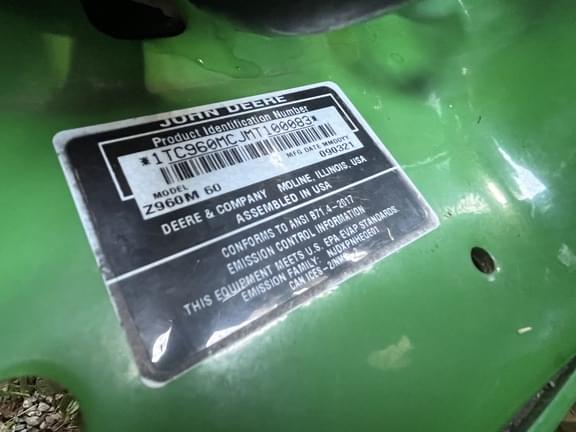 JOHN DEERE
Product Identification Number
*1TC960MCJMT100083*
MODEL
Z960M 60
MFG DATE MMDDYY
090321
DEERE & COMPANY MOLINE, ILLINOIS, USA
ASSEMBLED IN USA
CONFORMS TO ANSI B71.4-2017
EMISSION CONTROL INFORMATION
THIS EQUIPMENT MEETS U.S. EPA EVAP STANDARDS
EMISSION FAMILY: NJDXPNHEQE01
CAN ICES-2/NMB-2